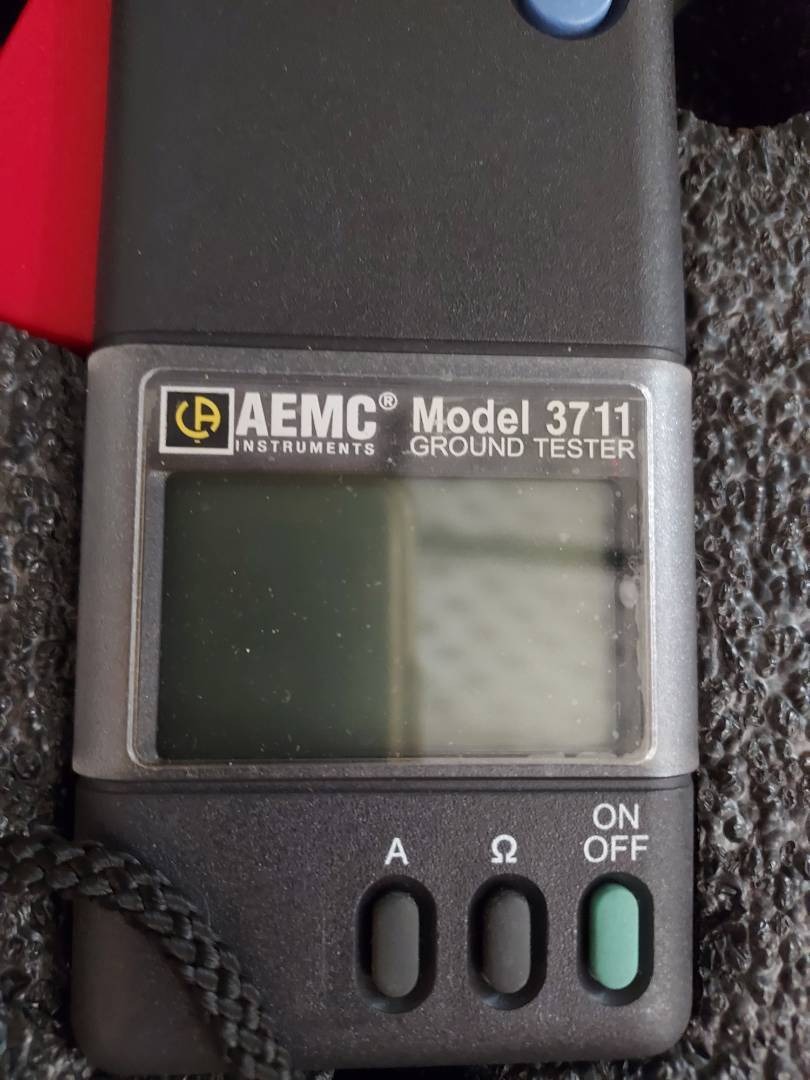 AEMC® Model 3711
INSTRUMENTS GROUND TESTER
ON
A Ω OFF